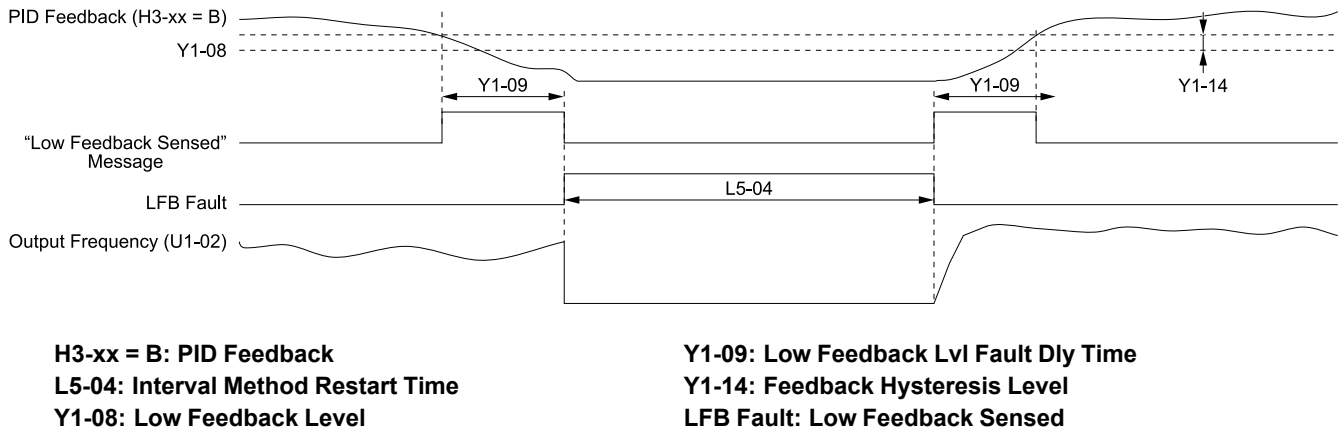 PID Feedback (H3-xx = B)
Y1-08
Y1-09
Y1-09
Y1-14
“Low Feedback Sensed”
Message
L5-04
LFB Fault
Output Frequency (U1-02)
H3-xx = B: PID Feedback
L5-04: Interval Method Restart Time
Y1-08: Low Feedback Level
Y1-09: Low Feedback Lvl Fault Dly Time
Y1-14: Feedback Hysteresis Level
LFB Fault: Low Feedback Sensed